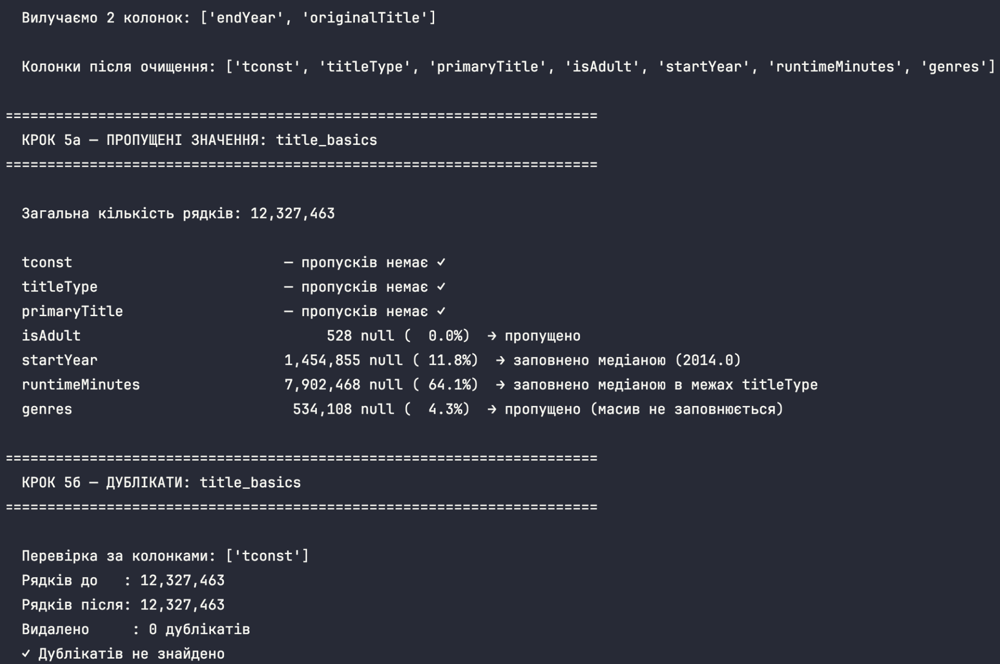 Вилучаємо 2 колонок: ['endYear', 'originalTitle']
Колонки після очищення: ['tconst', 'titleType', 'primaryTitle', 'isAdult', 'startYear', 'runtimeMinutes', 'genres']
======================================================================
КРОК 5а — ПРОПУЩЕНІ ЗНАЧЕННЯ: title_basics
======================================================================
Загальна кількість рядків: 12,327,463
tconst — пропусків немає ✓
titleType — пропусків немає ✓
primaryTitle — пропусків немає ✓
isAdult 528 null (  0.0%)  → пропущено
startYear 1,454,855 null ( 11.8%)  → заповнено медіаною (2014.0)
runtimeMinutes 7,902,468 null ( 64.1%)  → заповнено медіаною в межах titleType
genres 534,108 null (  4.3%)  → пропущено (масив не заповнюється)
======================================================================
КРОК 5б — ДУБЛІКАТИ: title_basics
======================================================================
Перевірка за колонками: ['tconst']
Рядків до   : 12,327,463
Рядків після: 12,327,463
Видалено     : 0 дублікатів
✓ Дублікатів не знайдено